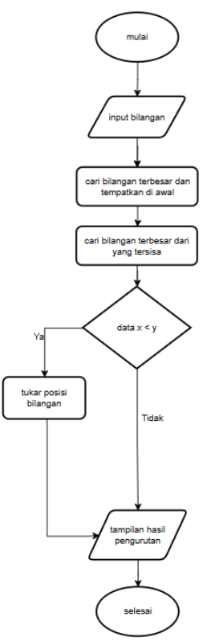 mulai
input bilangan
cari bilangan terbesar dan
tempatkan di awal
cari bilangan terbesar dari
yang tersisa
data x < y
Ya
tukar posisi
bilangan
Tidak
tampilan hasil
pengurutan
selesai